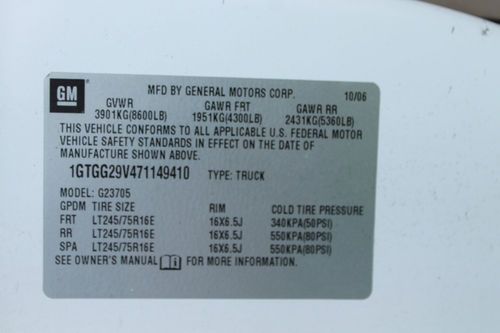 GM
MFD BY GENERAL MOTORS CORP. 10/06
GVWR GAWR FRT GAWR RR
3901KG(8600LB) 1951KG(4300LB) 2431KG(5360LB)
THIS VEHICLE CONFORMS TO ALL APPLICABLE U.S. FEDERAL MOTOR
VEHICLE SAFETY STANDARDS IN EFFECT ON THE DATE OF
MANUFACTURE SHOWN ABOVE.
1GTGG29V471149410 TYPE: TRUCK
MODEL: G23705
GPDM TIRE SIZE RIM COLD TIRE PRESSURE
FRT LT245/75R16E 16X6.5J 340KPA(50PSI)
RR LT245/75R16E 16X6.5J 550KPA(80PSI)
SPA LT245/75R16E 16X6.5J 550KPA(80PSI)
SEE OWNER'S MANUAL FOR MORE INFORMATION.